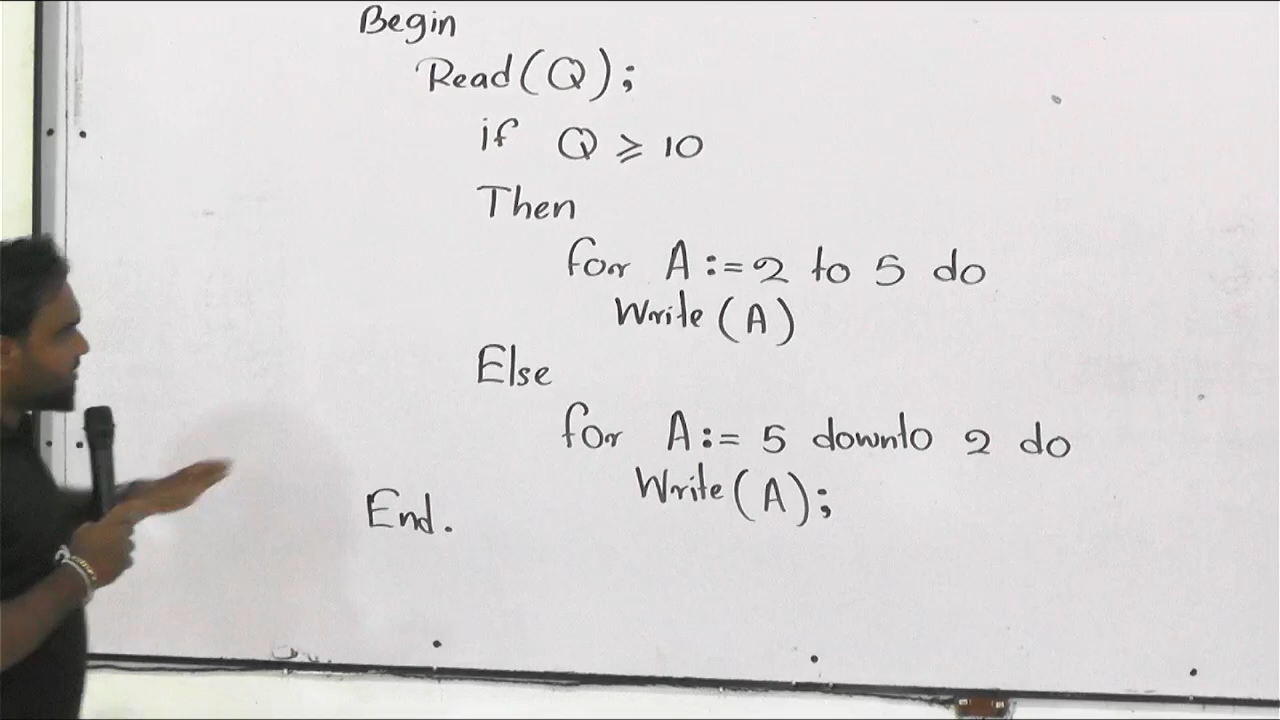 Begin
Read(Q);
if Q ⩾ 10
Then
for A:=2 to 5 do
Write(A)
Else
for A:= 5 downto 2 do
Write(A);
End.